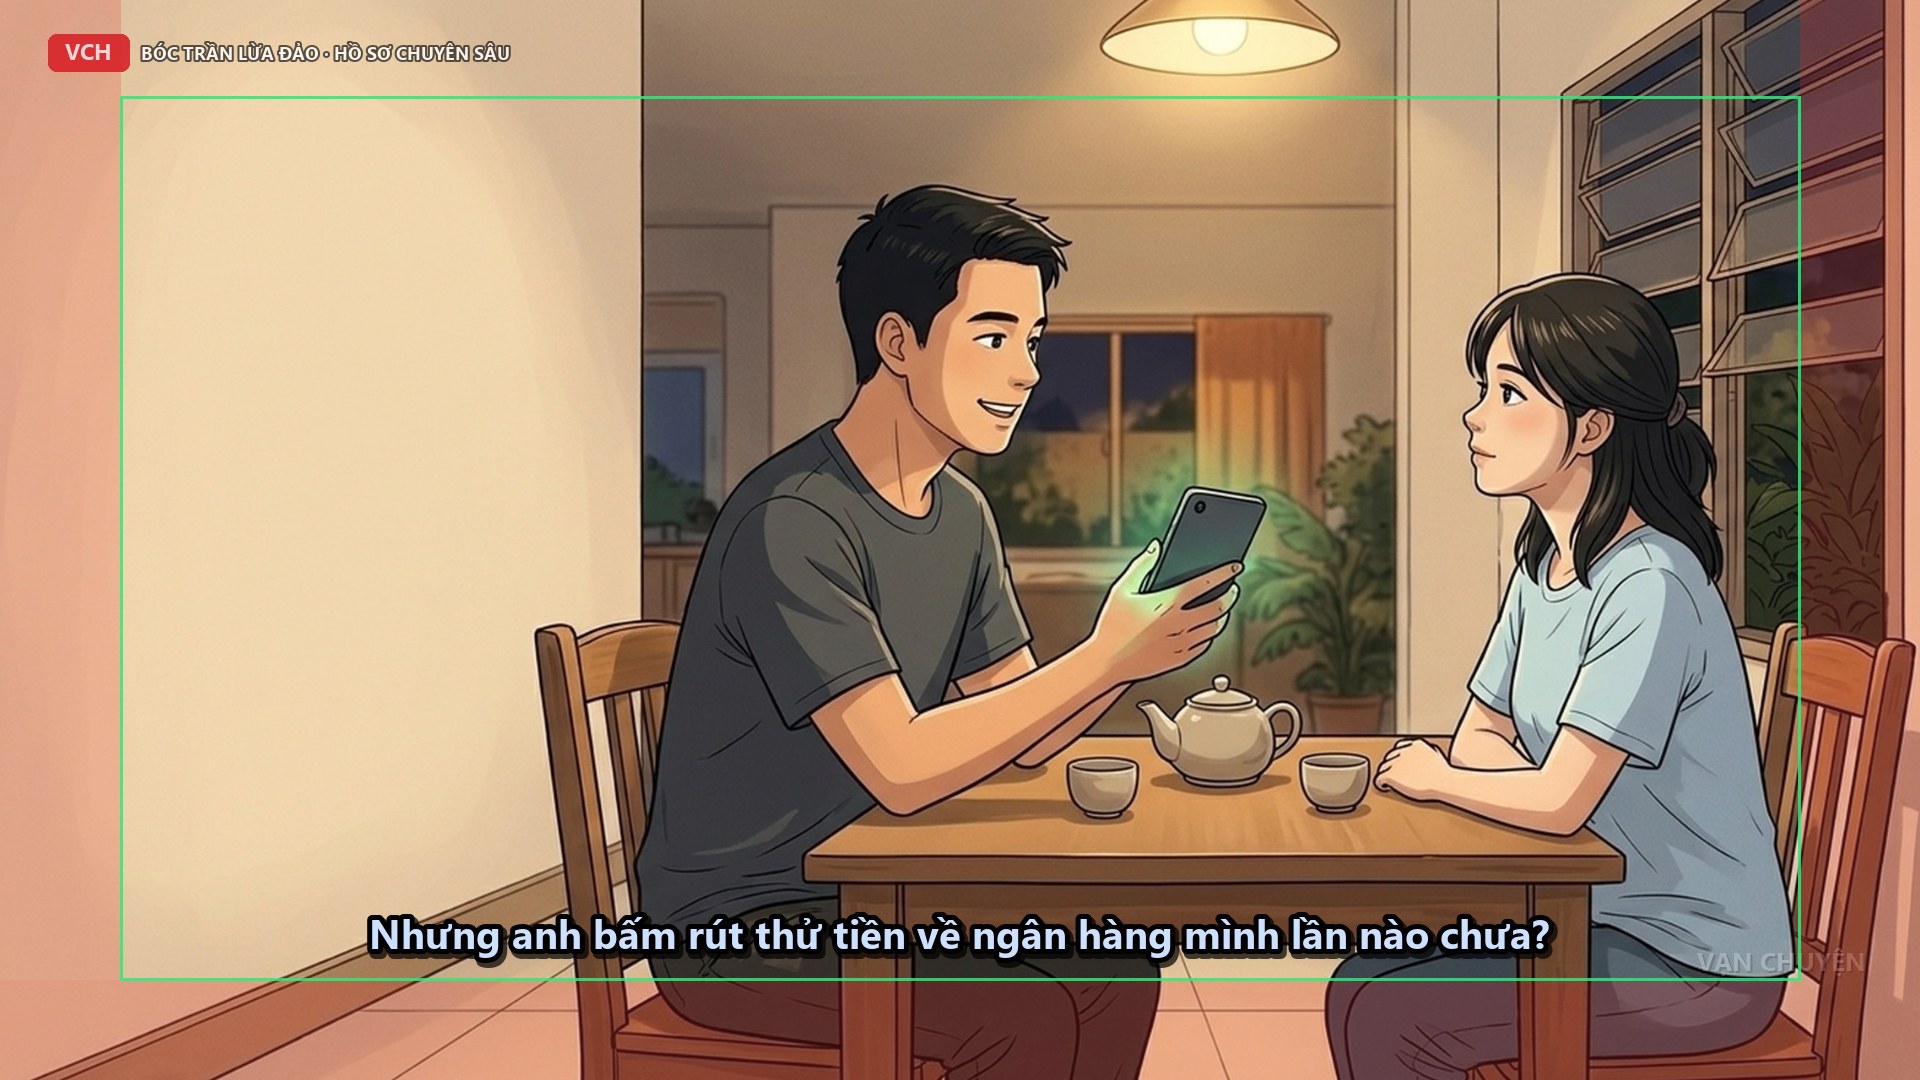 VCH BÓC TRẦN LỪA ĐẢO · HỒ SƠ CHUYÊN SÂU
Nhưng anh bấm rút thử tiền về ngân hàng mình lần nào chưa?
VẠN CHUYỆN